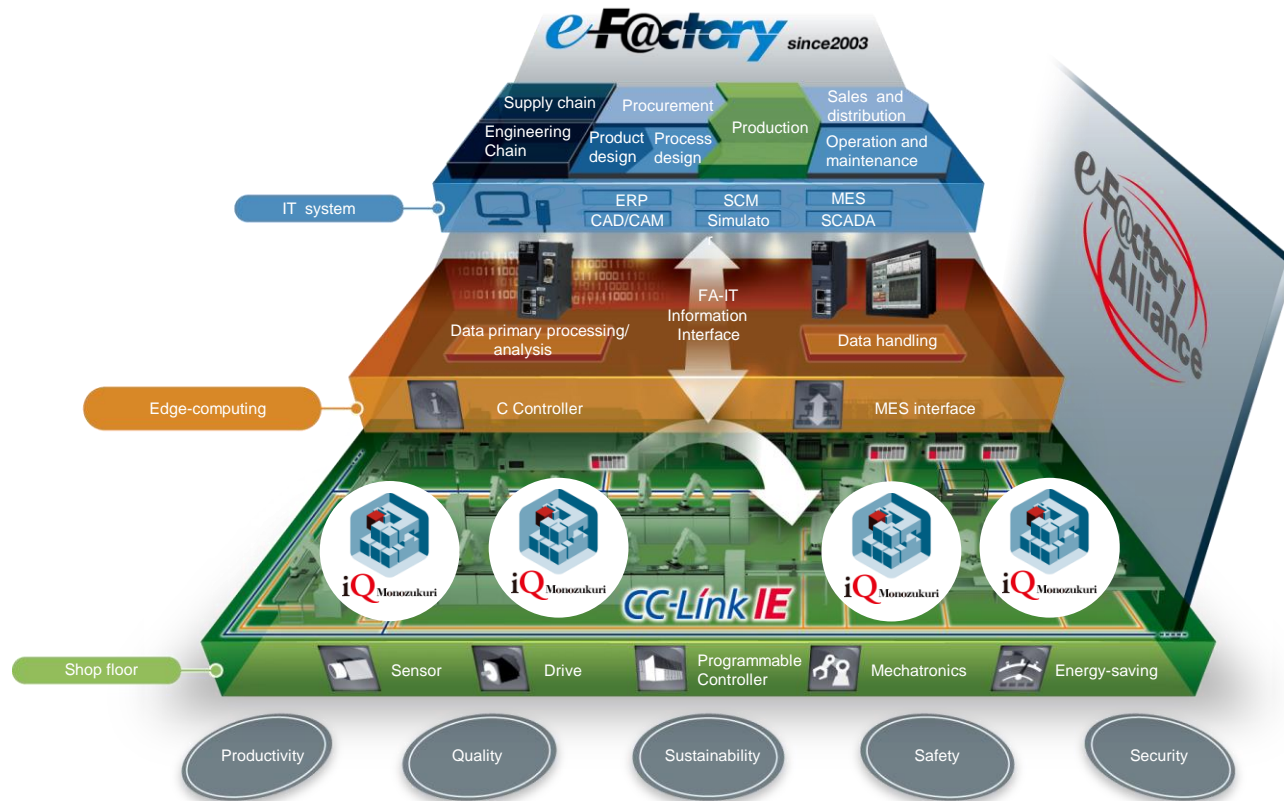 e-F@ctory since2003
Supply chain
Procurement
Production
Sales and
distribution
Engineering
Chain
Product
design
Process
design
Operation and
maintenance
IT system
ERP
SCM
MES
CAD/CAM
Simulato
SCADA
FA-IT
Information
Interface
Data primary processing/
analysis
Data handling
Edge-computing
C Controller
MES interface
e-F@ctory
Alliance
iQ Monozukuri
iQ Monozukuri
iQ Monozukuri
iQ Monozukuri
CC-Link IE
Shop floor
Sensor
Drive
Programmable
Controller
Mechatronics
Energy-saving
Productivity
Quality
Sustainability
Safety
Security